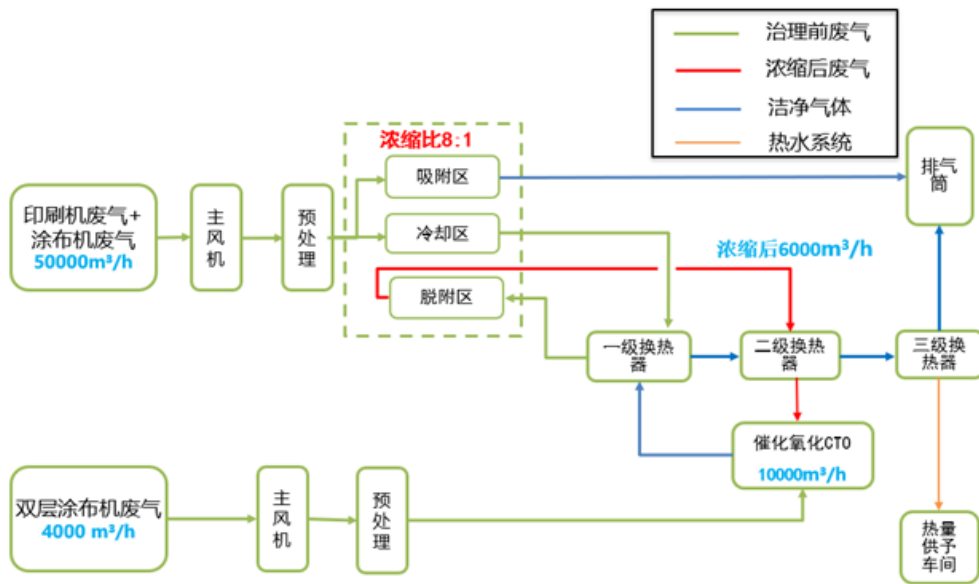 治理前废气
浓缩后废气
洁净气体
热水系统
浓缩比8:1
吸附区
冷却区
脱附区
印刷机废气+
涂布机废气
50000m³/h
主
风
机
预
处
理
排气
筒
浓缩后6000m³/h
一级换热
器
二级换热
器
三级换
热器
催化氧化CTO
10000m³/h
双层涂布机废气
4000 m³/h
主
风
机
预
处
理
热量
供予
车间